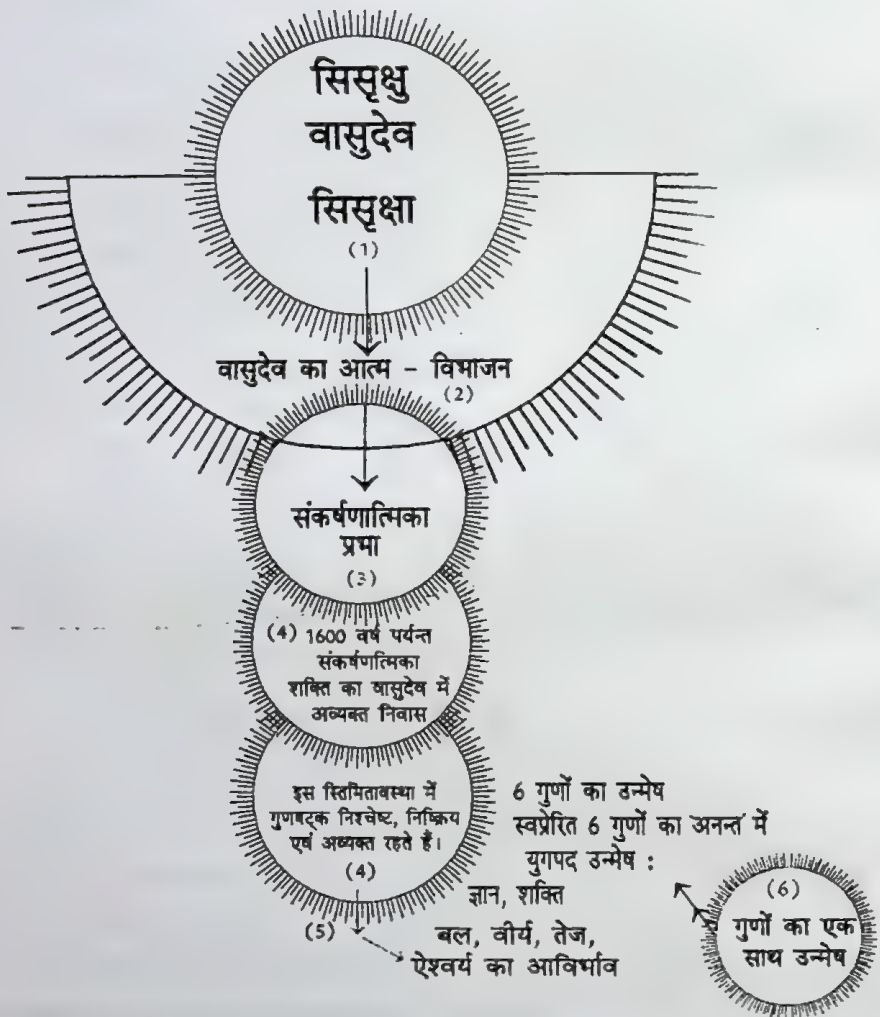 सिसृक्षु
वासुदेव
सिसृक्षा
(1)
वासुदेव का आत्म - विभाजन
(2)
संकर्षणात्मिका
प्रभा
(3)
(4) 1600 वर्ष पर्यन्त
संकर्षणत्मिका
शक्ति का वासुदेव में
अव्यक्त निवास
इस स्तिमितावस्था में
गुणषट्क निश्चेष्ट, निष्क्रिय
एवं अव्यक्त रहते हैं।
(4)
(5)
6 गुणों का उन्मेष
स्वप्रेरित 6 गुणों का अनन्त में
युगपद उन्मेष :
ज्ञान, शक्ति
बल, वीर्य, तेज,
ऐश्वर्य का आविर्भाव
(6)
गुणों का एक
साथ उन्मेष